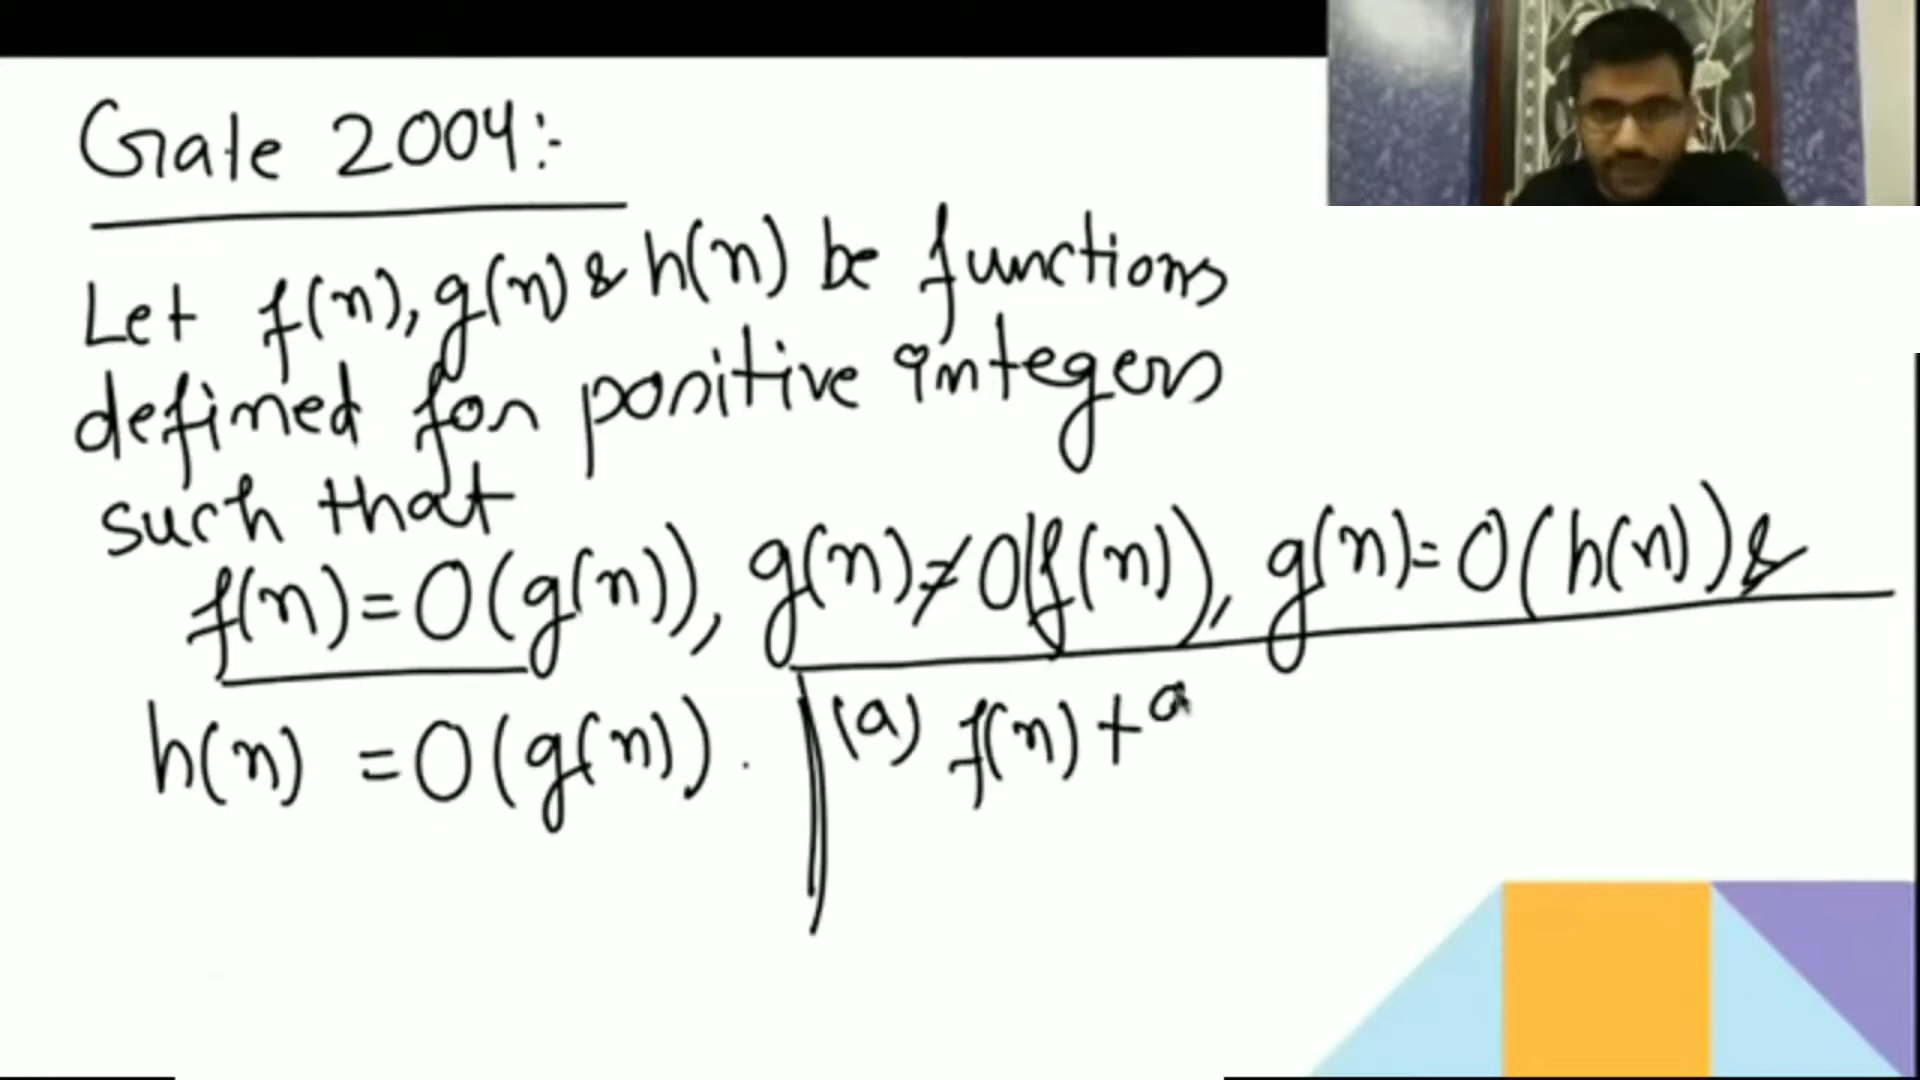 Gate 2004:-
Let f(n), g(n) & h(n) be functions
defined for positive integers
such that
f(n) = O(g(n)), g(n) ≠ O(f(n)), g(n) = O(h(n)) &
h(n) = O(g(n)).
(a) f(n) + a